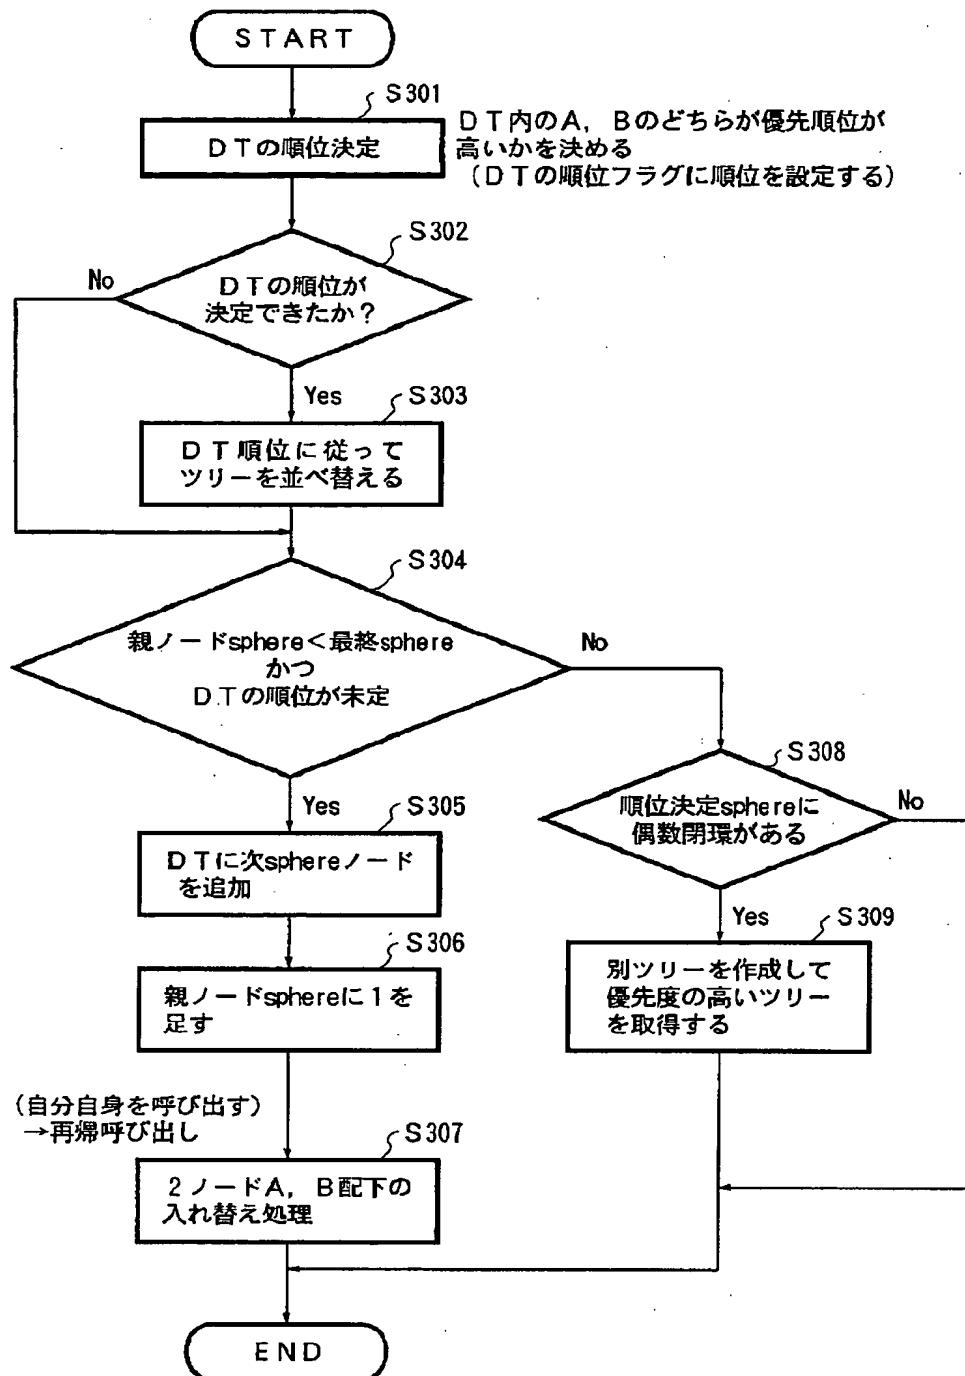 START
S301
DTの順位決定
DT内のA，Bのどちらが優先順位が
高いかを決める
（DTの順位フラグに順位を設定する）
S302
No
DTの順位が
決定できたか？
Yes
S303
DT順位に従って
ツリーを並べ替える
S304
親ノードsphere＜最終sphere
かつ
DTの順位が未定
No
Yes
S305
DTに次sphereノード
を追加
S306
親ノードsphereに1を
足す
（自分自身を呼び出す）
→再帰呼び出し
S307
2ノードA，B配下の
入れ替え処理
S308
順位決定sphereに
偶数閉環がある
No
Yes
S309
別ツリーを作成して
優先度の高いツリー
を取得する
END